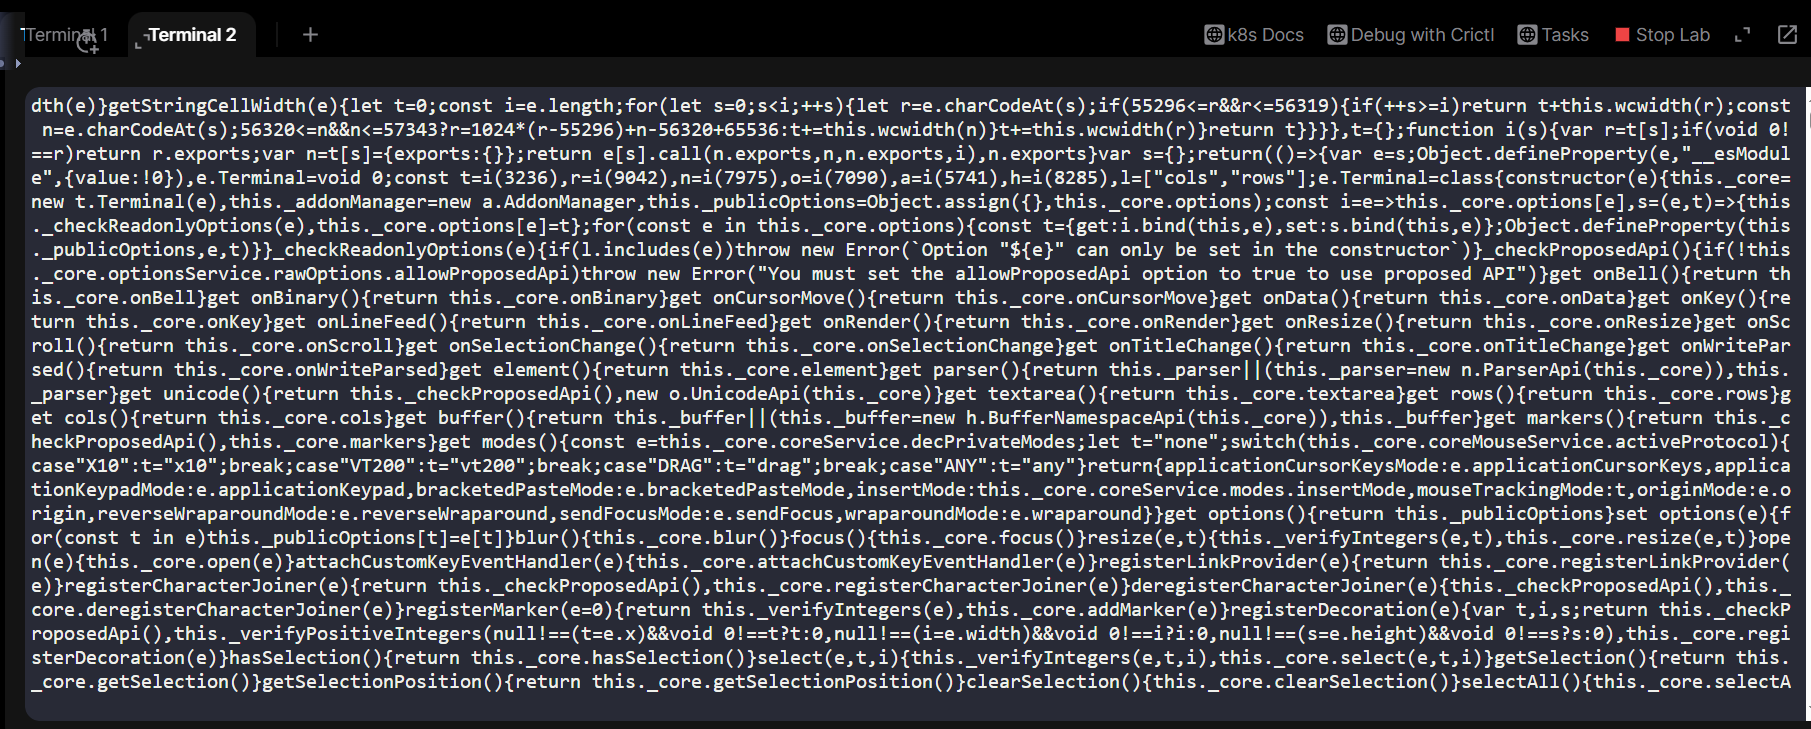 Terminal 1
Terminal 2
k8s Docs
Debug with Crictl
Tasks
Stop Lab
dth(e)}getStringCellWidth(e){let t=0;const i=e.length;for(let s=0;s<i;++s){let r=e.charCodeAt(s);if(55296<=r&&r<=56319){if(++s>=i)return t+this.wcwidth(r);const
n=e.charCodeAt(s);56320<=n&&n<=57343?r=1024*(r-55296)+n-56320+65536:t+=this.wcwidth(n)}t+=this.wcwidth(r)}return t}}}},t={};function i(s){var r=t[s];if(void 0!
==r)return r.exports;var n=t[s]={exports:{}};return e[s].call(n.exports,n,n.exports,i),n.exports}var s={};return(()=>{var e=s;Object.defineProperty(e,"__esModul
e",{value:!0}),e.Terminal=void 0;const t=i(3236),r=i(9042),n=i(7975),o=i(7090),a=i(5741),h=i(8285),l=["cols","rows"];e.Terminal=class{constructor(e){this._core=
new t.Terminal(e),this._addonManager=new a.AddonManager,this._publicOptions=Object.assign({},this._core.options);const i=e=>this._core.options[e],s=(e,t)=>{this
._checkReadonlyOptions(e),this._core.options[e]=t};for(const e in this._core.options){const t={get:i.bind(this,e),set:s.bind(this,e)};Object.defineProperty(this
._publicOptions,e,t)}}_checkReadonlyOptions(e){if(l.includes(e))throw new Error(`Option "${e}" can only be set in the constructor`)}_checkProposedApi(){if(!this
._core.optionsService.rawOptions.allowProposedApi)throw new Error("You must set the allowProposedApi option to true to use proposed API")}get onBell(){return th
is._core.onBell}get onBinary(){return this._core.onBinary}get onCursorMove(){return this._core.onCursorMove}get onData(){return this._core.onData}get onKey(){re
turn this._core.onKey}get onLineFeed(){return this._core.onLineFeed}get onRender(){return this._core.onRender}get onResize(){return this._core.onResize}get onSc
roll(){return this._core.onScroll}get onSelectionChange(){return this._core.onSelectionChange}get onTitleChange(){return this._core.onTitleChange}get onWritePar
sed(){return this._core.onWriteParsed}get element(){return this._core.element}get parser(){return this._parser||(this._parser=new n.ParserApi(this._core)),this.
_parser}get unicode(){return this._checkProposedApi(),new o.UnicodeApi(this._core)}get textarea(){return this._core.textarea}get rows(){return this._core.rows}g
et cols(){return this._core.cols}get buffer(){return this._buffer||(this._buffer=new h.BufferNamespaceApi(this._core)),this._buffer}get markers(){return this._c
heckProposedApi(),this._core.markers}get modes(){const e=this._core.coreService.decPrivateModes;let t="none";switch(this._core.coreMouseService.activeProtocol){
case"X10":t="x10";break;case"VT200":t="vt200";break;case"DRAG":t="drag";break;case"ANY":t="any"}return{applicationCursorKeysMode:e.applicationCursorKeys,applica
tionKeypadMode:e.applicationKeypad,bracketedPasteMode:e.bracketedPasteMode,insertMode:this._core.coreService.modes.insertMode,mouseTrackingMode:t,originMode:e.o
rigin,reverseWraparoundMode:e.reverseWraparound,sendFocusMode:e.sendFocus,wraparoundMode:e.wraparound}}get options(){return this._publicOptions}set options(e){f
or(const t in e)this._publicOptions[t]=e[t]}blur(){this._core.blur()}focus(){this._core.focus()}resize(e,t){this._verifyIntegers(e,t),this._core.resize(e,t)}ope
n(e){this._core.open(e)}attachCustomKeyEventHandler(e){this._core.attachCustomKeyEventHandler(e)}registerLinkProvider(e){return this._core.registerLinkProvider(
e)}registerCharacterJoiner(e){return this._checkProposedApi(),this._core.registerCharacterJoiner(e)}deregisterCharacterJoiner(e){this._checkProposedApi(),this._
core.deregisterCharacterJoiner(e)}registerMarker(e=0){return this._verifyIntegers(e),this._core.addMarker(e)}registerDecoration(e){var t,i,s;return this._checkP
roposedApi(),this._verifyPositiveIntegers(null!==(t=e.x)&&void 0!==t?t:0,null!==(i=e.width)&&void 0!==i?i:0,null!==(s=e.height)&&void 0!==s?s:0),this._core.regi
sterDecoration(e)}hasSelection(){return this._core.hasSelection()}select(e,t,i){this._verifyIntegers(e,t,i),this._core.select(e,t,i)}getSelection(){return this.
_core.getSelection()}getSelectionPosition(){return this._core.getSelectionPosition()}clearSelection(){this._core.clearSelection()}selectAll(){this._core.selectA